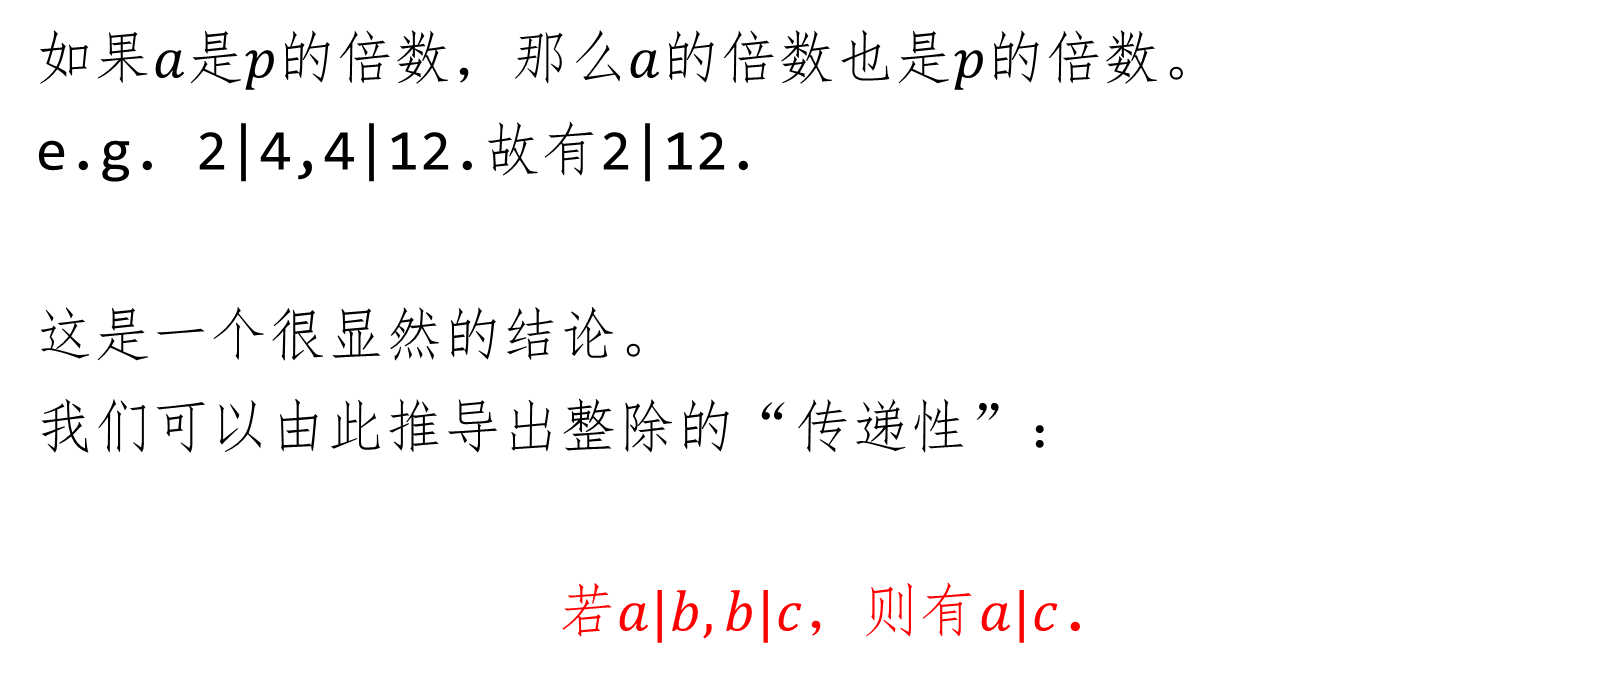 如果a是p的倍数，那么a的倍数也是p的倍数。
e.g. 2|4,4|12.故有2|12.
这是一个很显然的结论。
我们可以由此推导出整除的“传递性”：
若a|b,b|c，则有a|c.